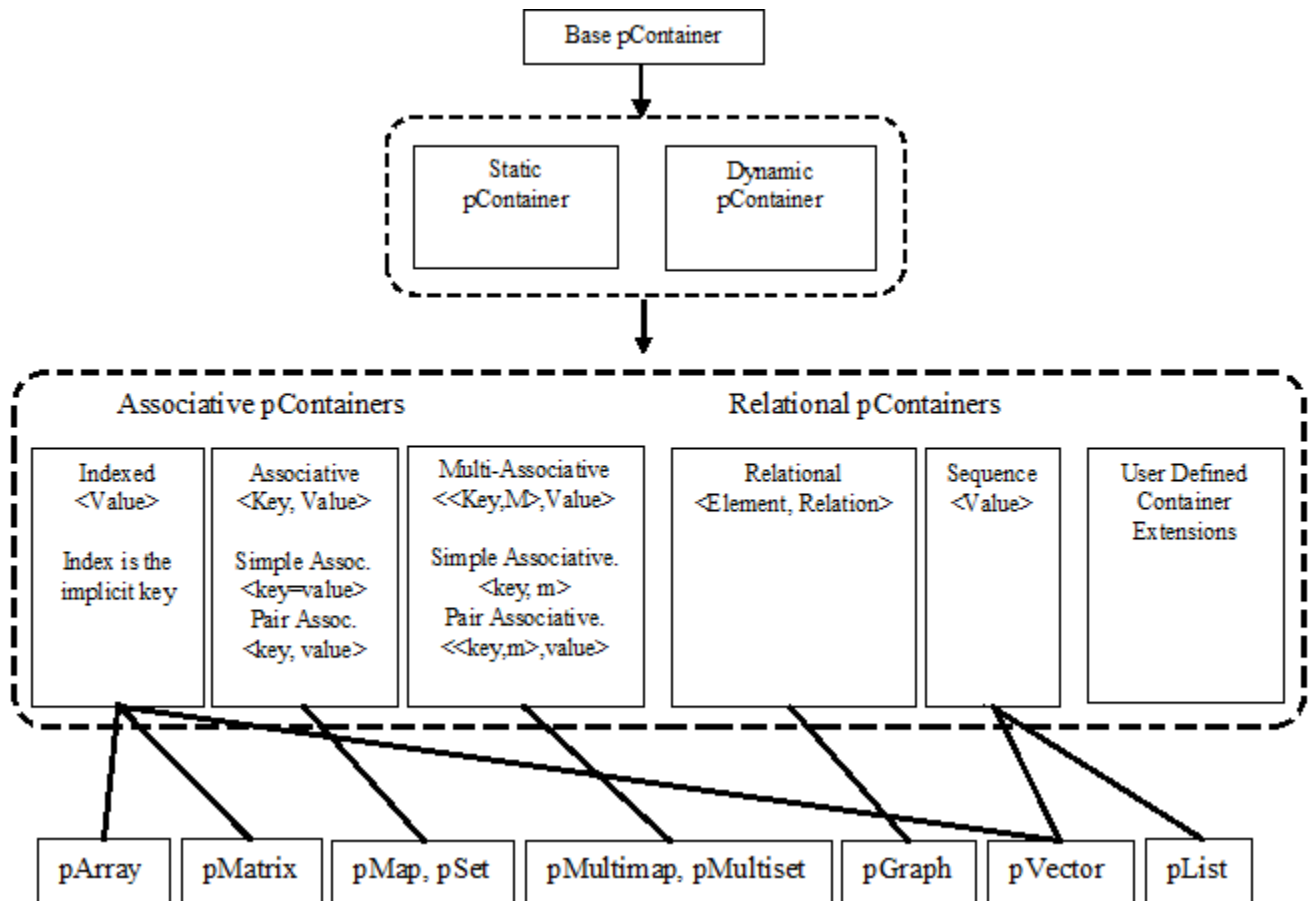 Base pContainer
Static
pContainer
Dynamic
pContainer
Associative pContainers
Relational pContainers
Indexed
<Value>
Index is the
implicit key
Associative
<Key, Value>
Simple Assoc.
<key=value>
Pair Assoc.
<key, value>
Multi-Associative
<<Key,M>,Value>
Simple Associative.
<key, m>
Pair Associative.
<<key,m>,value>
Relational
<Element, Relation>
Sequence
<Value>
User Defined
Container
Extensions
pArray
pMatrix
pMap, pSet
pMultimap, pMultiset
pGraph
pVector
pList